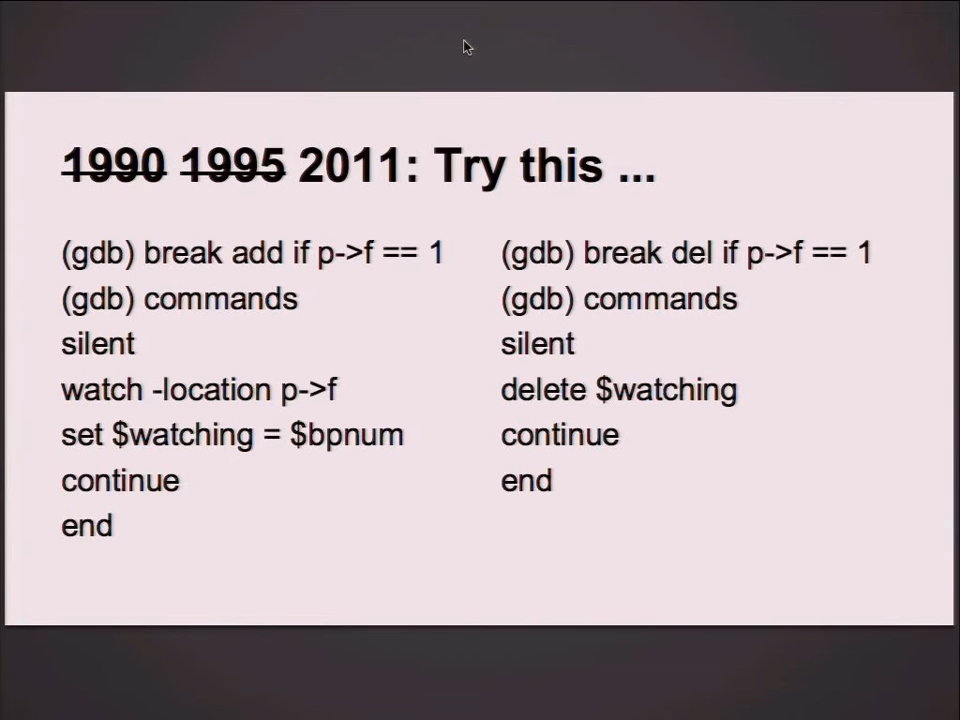 1990 1995 2011: Try this ...
(gdb) break add if p->f == 1
(gdb) commands
silent
watch -location p->f
set $watching = $bpnum
continue
end
(gdb) break del if p->f == 1
(gdb) commands
silent
delete $watching
continue
end